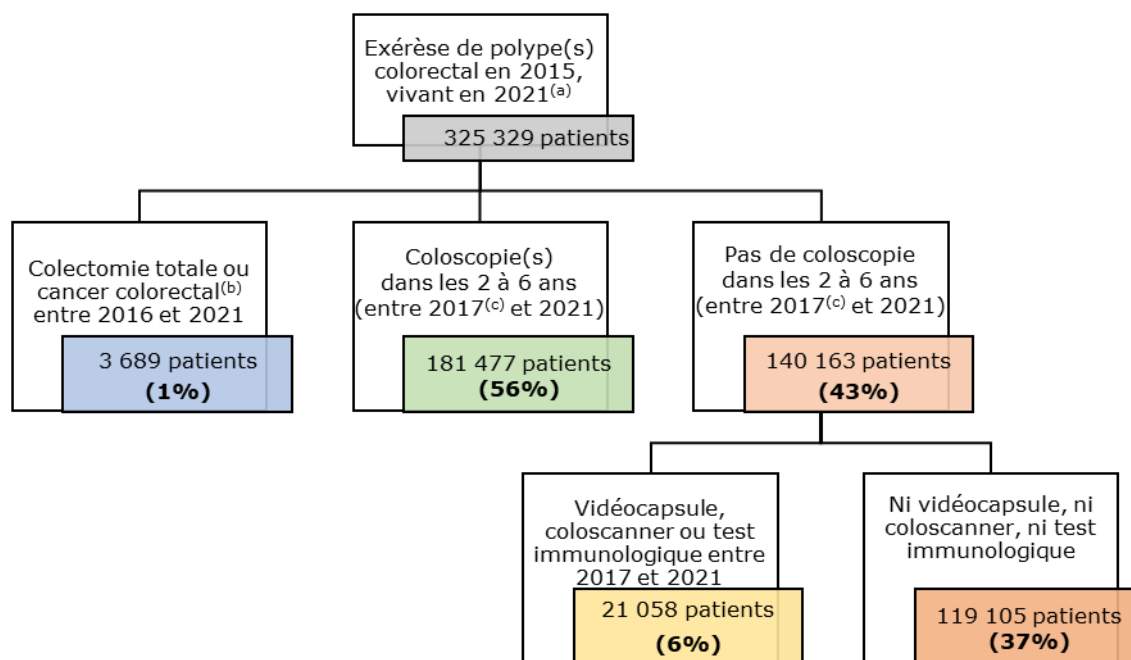 Exérèse de polype(s)
colorectal en 2015,
vivant en 2021(a)
325 329 patients
Colectomie totale ou
cancer colorectal(b)
entre 2016 et 2021
3 689 patients
(1%)
Coloscopie(s)
dans les 2 à 6 ans
(entre 2017(c) et 2021)
181 477 patients
(56%)
Pas de coloscopie
dans les 2 à 6 ans
(entre 2017(c) et 2021)
140 163 patients
(43%)
Vidéocapsule,
coloscanner ou test
immunologique entre
2017 et 2021
21 058 patients
(6%)
Ni vidéocapsule, ni
coloscanner, ni test
immunologique
119 105 patients
(37%)